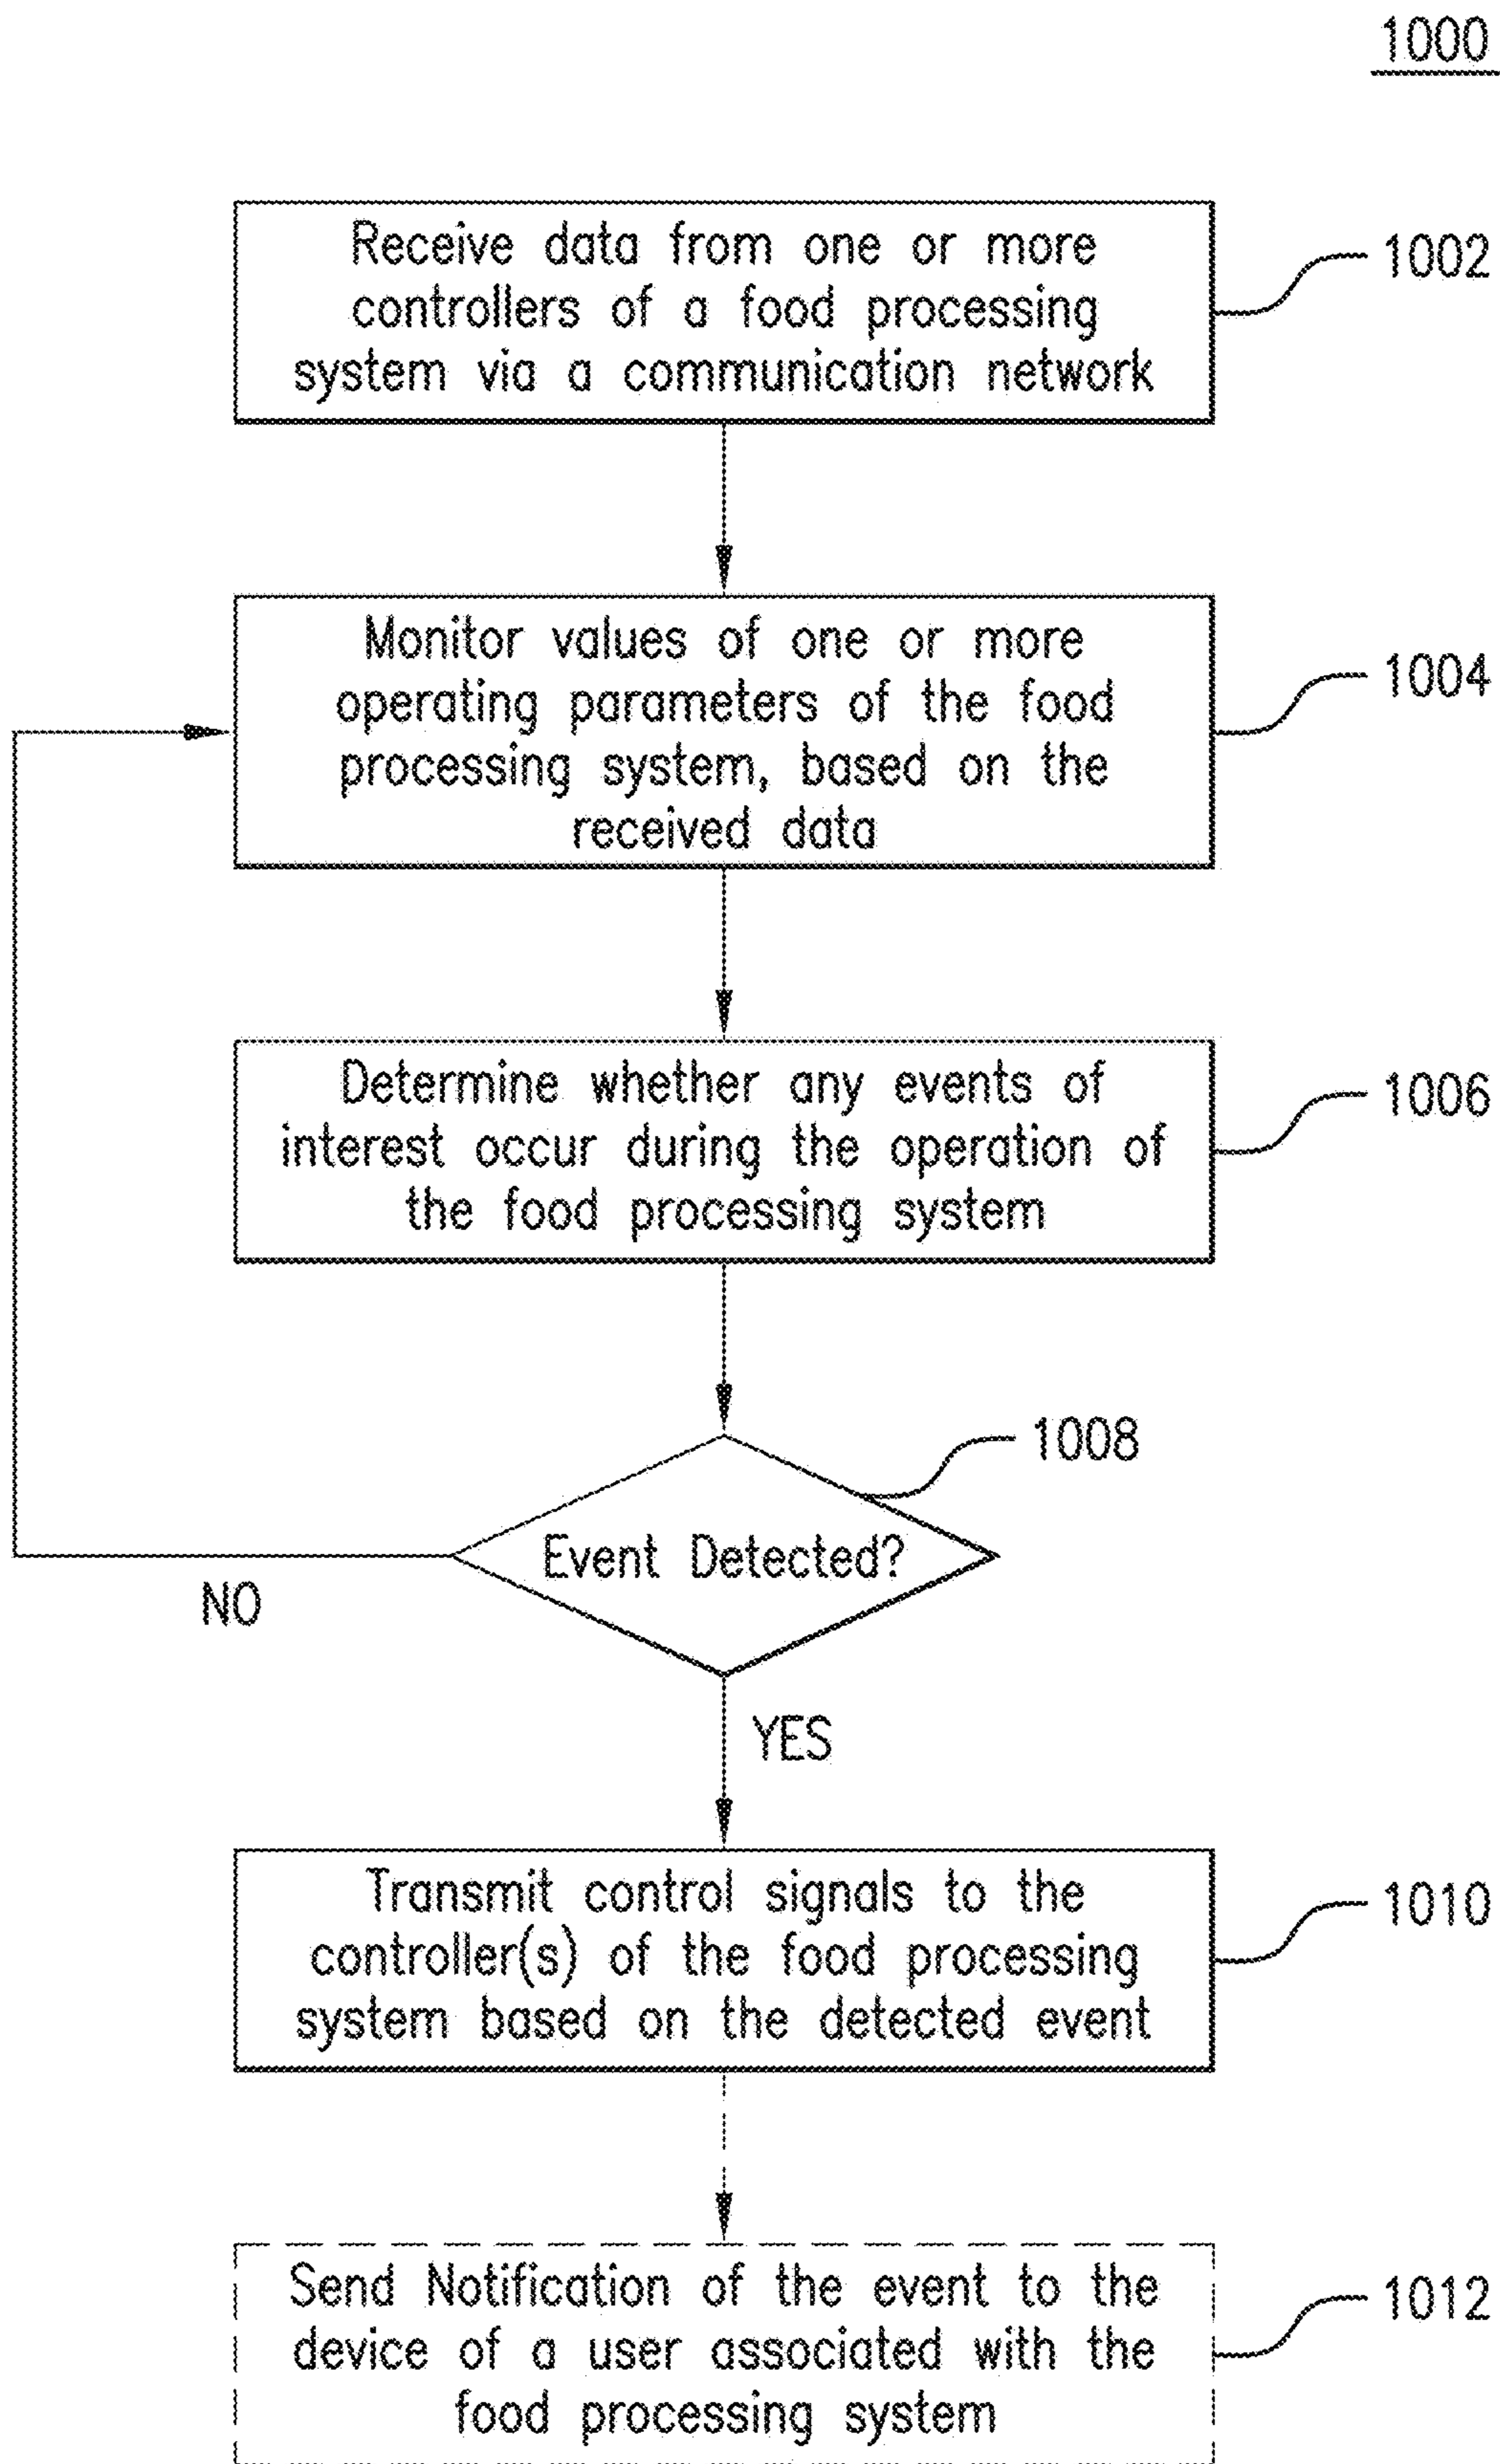 1000
Receive data from one or more
controllers of a food processing
system via a communication network
1002
Monitor values of one or more
operating parameters of the food
processing system, based on the
received data
1004
Determine whether any events of
interest occur during the operation of
the food processing system
1006
1008
Event Detected?
NO
YES
Transmit control signals to the
controller(s) of the food processing
system based on the detected event
1010
Send Notification of the event to the
device of a user associated with the
food processing system
1012